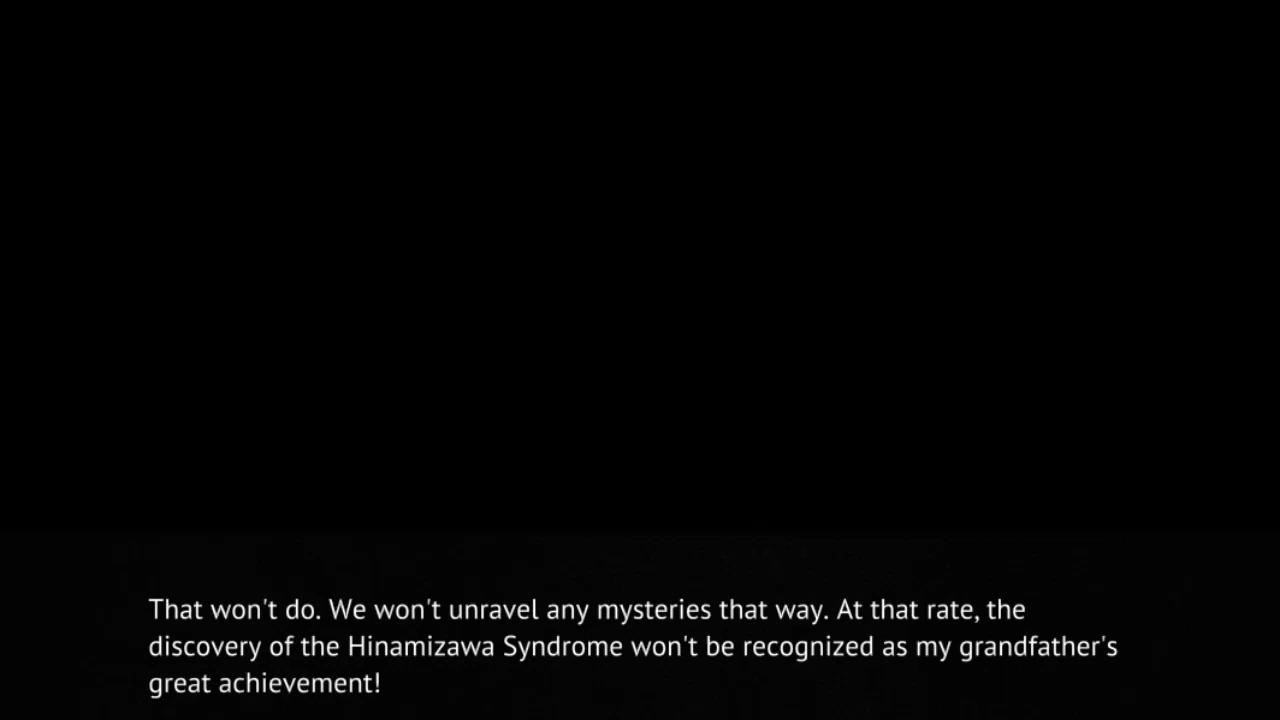 That won't do. We won't unravel any mysteries that way. At that rate, the
discovery of the Hinamizawa Syndrome won't be recognized as my grandfather's
great achievement!